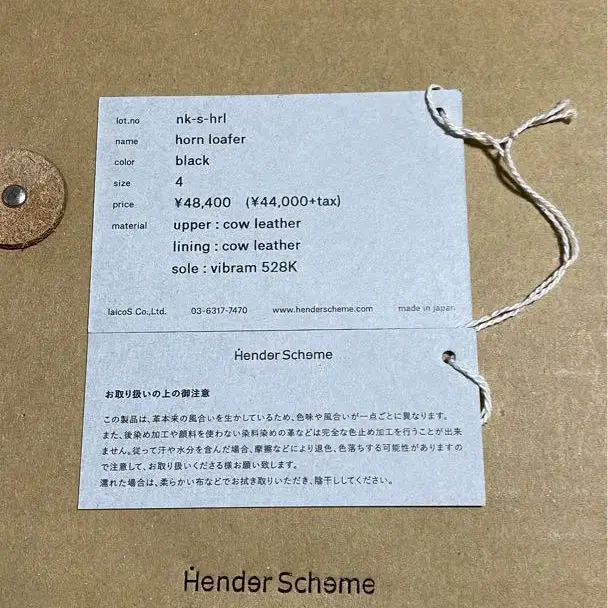 lot.no nk-s-hrl
name horn loafer
color black
size 4
price ¥48,400 (¥44,000+tax)
material upper : cow leather
lining : cow leather
sole : vibram 528K
laicoS Co.,Ltd. 03-6317-7470 www.henderscheme.com made in japan
Hender Scheme
お取り扱いの上の御注意
この製品は、革本来の風合いを生かしているため、色味や風合いが一点ごとに異なります。
また、後染め加工や顔料を使わない染料染めの革などは完全な色止め加工を行うことが出来
ません。従って汗や水分を含んだ場合、摩擦などにより退色、色落ちする可能性がありますの
で注意して、お取り扱いくださる様お願い致します。
濡れた場合は、柔らかい布などでお拭き取りいただき、陰干ししてください。
Hender Scheme